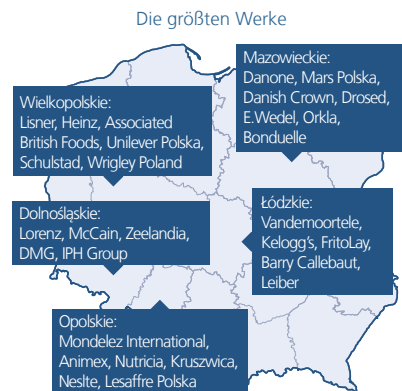 Die größten Werke
Mazowieckie:
Danone, Mars Polska,
Danish Crown, Drosed,
E.Wedel, Orkla,
Bonduelle
Wielkopolskie:
Lisner, Heinz, Associated
British Foods, Unilever Polska,
Schulstad, Wrigley Poland
Dolnośląskie:
Lorenz, McCain, Zeelandia,
DMG, IPH Group
Łódzkie:
Vandemoortele,
Kelogg's, FritoLay,
Barry Callebaut,
Leiber
Opolskie:
Mondelez International,
Animex, Nutricia, Kruszwica,
Neslte, Lesaffre Polska